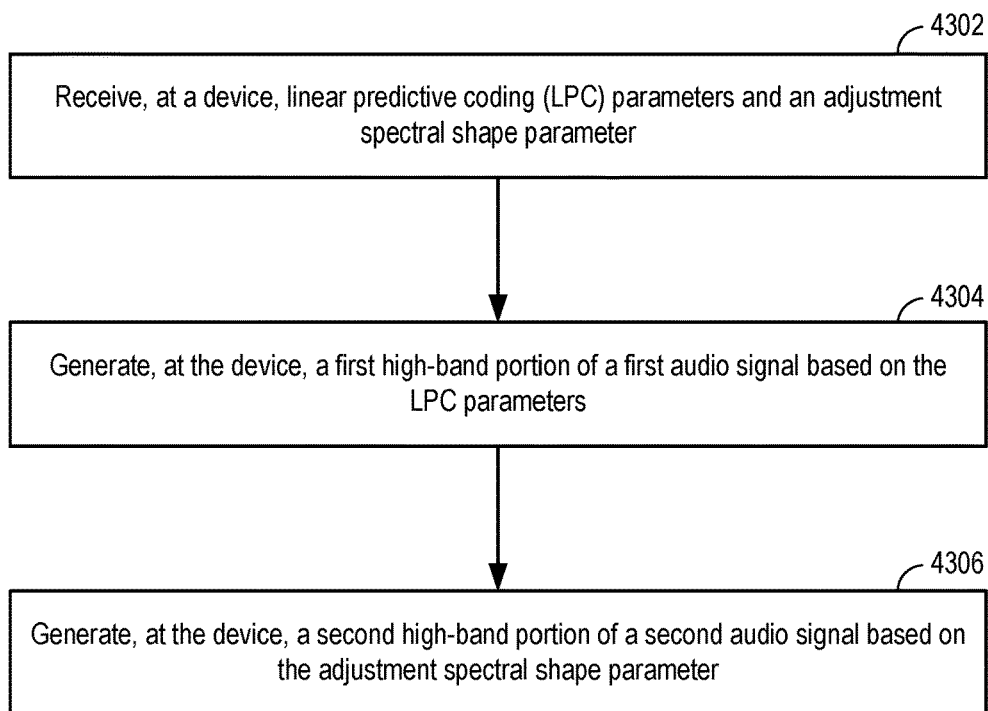 4302
Receive, at a device, linear predictive coding (LPC) parameters and an adjustment
spectral shape parameter
4304
Generate, at the device, a first high-band portion of a first audio signal based on the
LPC parameters
4306
Generate, at the device, a second high-band portion of a second audio signal based on
the adjustment spectral shape parameter